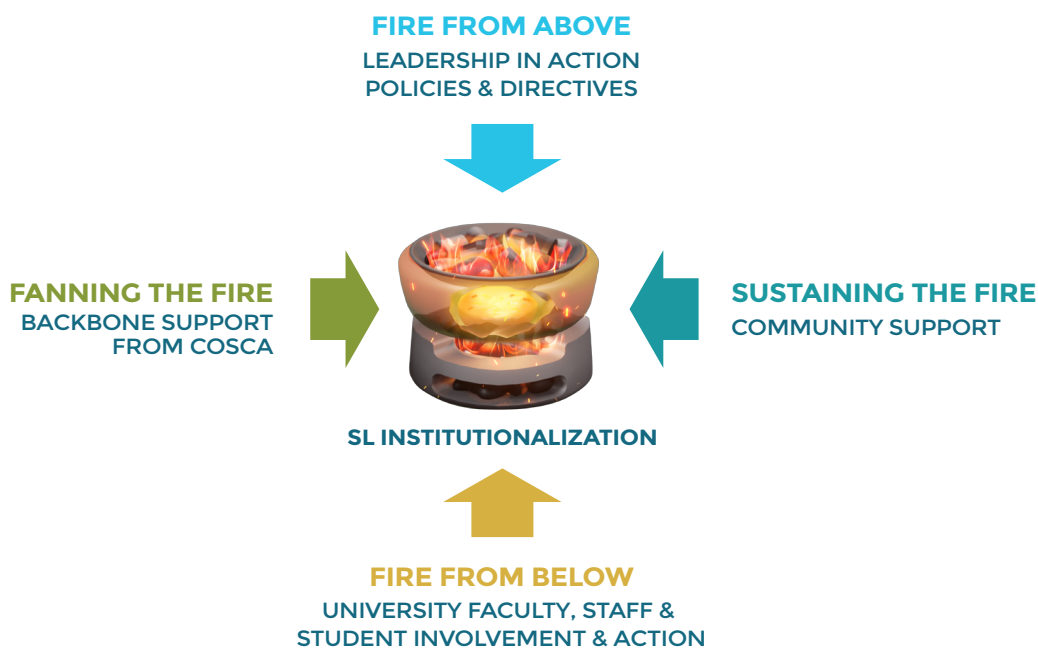 FIRE FROM ABOVE
LEADERSHIP IN ACTION
POLICIES & DIRECTIVES
FANNING THE FIRE
BACKBONE SUPPORT
FROM COSCA
SUSTAINING THE FIRE
COMMUNITY SUPPORT
SL INSTITUTIONALIZATION
FIRE FROM BELOW
UNIVERSITY FACULTY, STAFF &
STUDENT INVOLVEMENT & ACTION